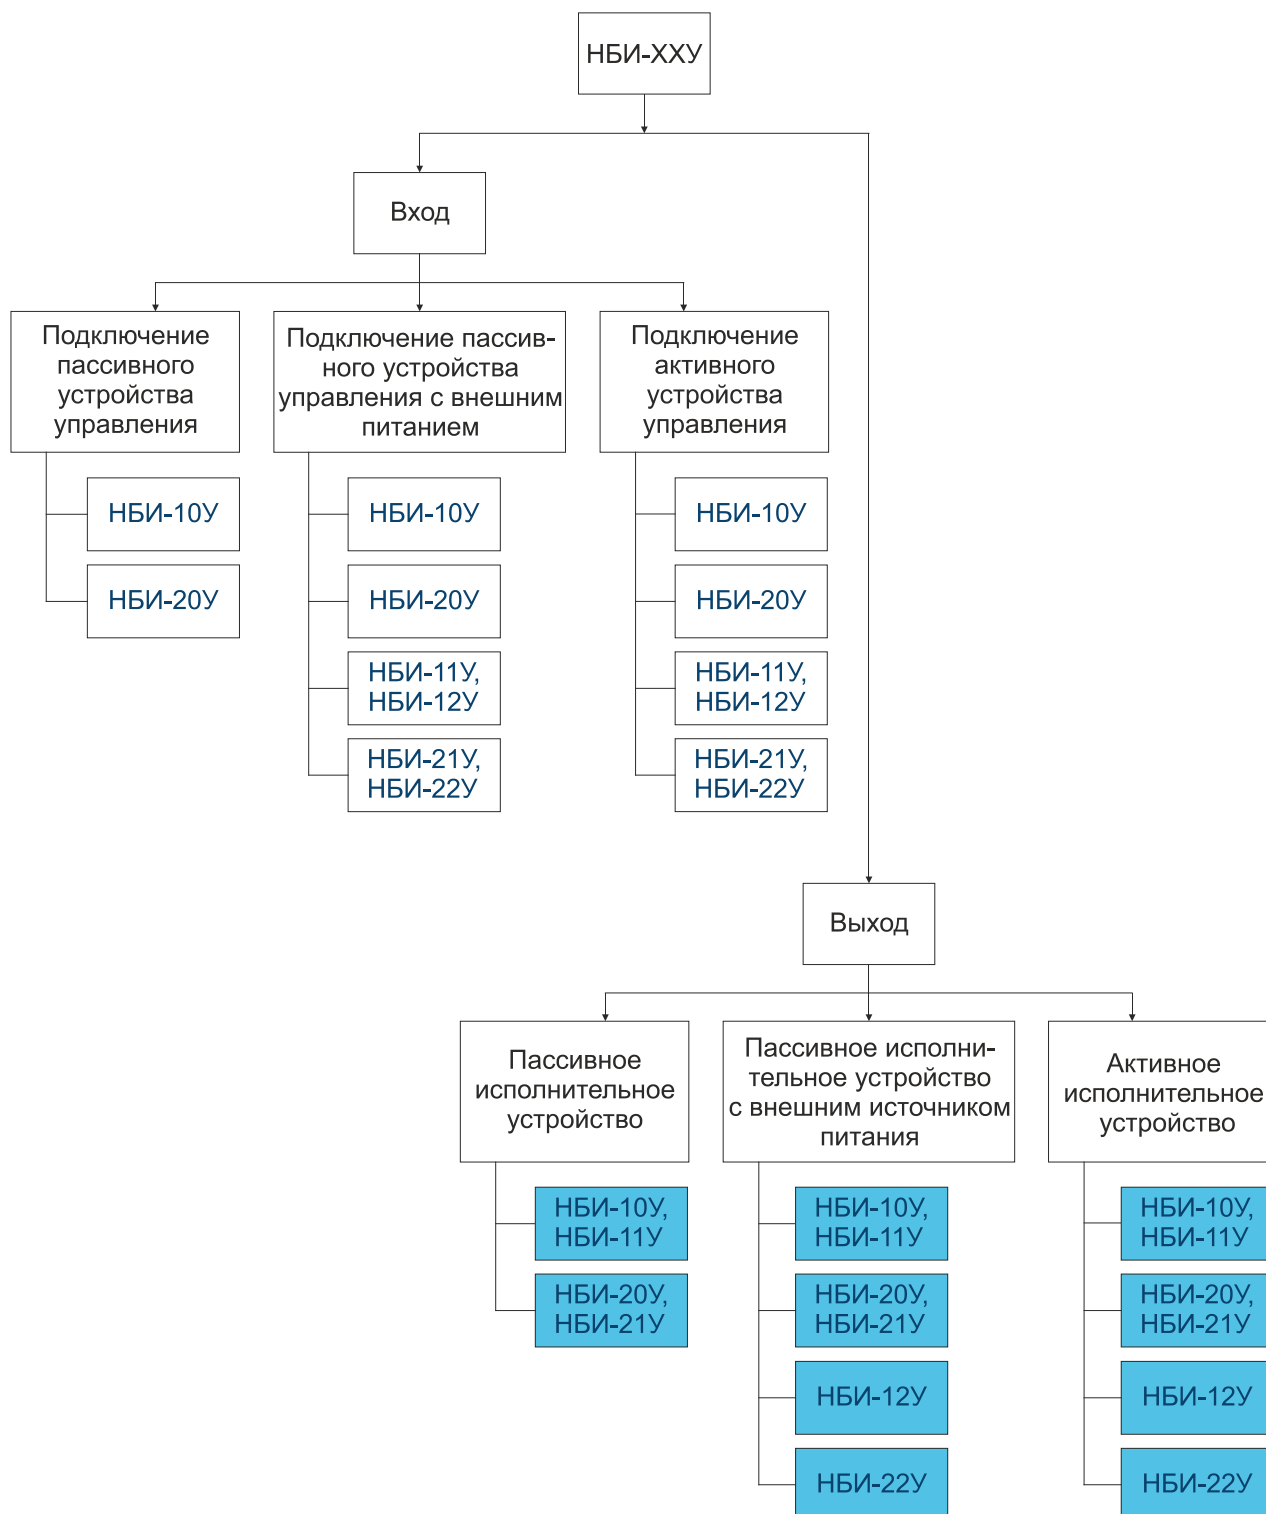 НБИ-ХХУ
Вход
Подключение
пассивного
устройства
управления
НБИ-10У
НБИ-20У
Подключение пассив-
ного устройства
управления с внешним
питанием
НБИ-10У
НБИ-20У
НБИ-11У,
НБИ-12У
НБИ-21У,
НБИ-22У
Подключение
активного
устройства
управления
НБИ-10У
НБИ-20У
НБИ-11У,
НБИ-12У
НБИ-21У,
НБИ-22У
Выход
Пассивное
исполнительное
устройство
НБИ-10У,
НБИ-11У
НБИ-20У,
НБИ-21У
Пассивное исполни-
тельное устройство
с внешним источником
питания
НБИ-10У,
НБИ-11У
НБИ-20У,
НБИ-21У
НБИ-12У
НБИ-22У
Активное
исполнительное
устройство
НБИ-10У,
НБИ-11У
НБИ-20У,
НБИ-21У
НБИ-12У
НБИ-22У